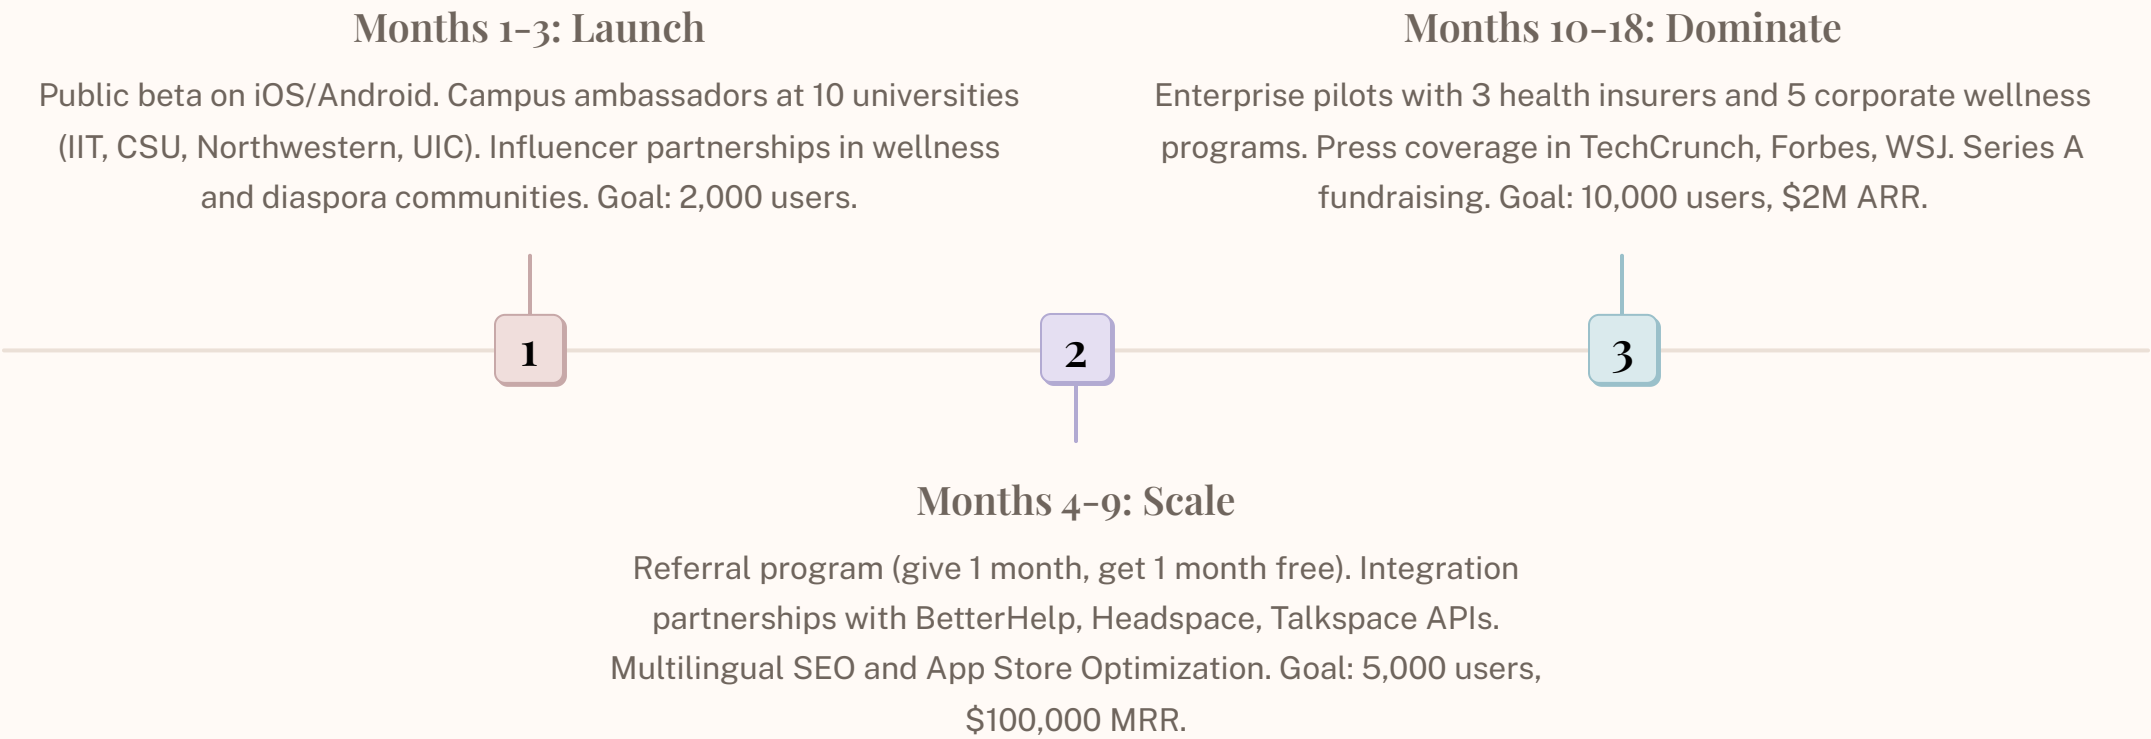 Months 1-3: Launch
Public beta on iOS/Android. Campus ambassadors at 10 universities
(IIT, CSU, Northwestern, UIC). Influencer partnerships in wellness
and diaspora communities. Goal: 2,000 users.
Months 10-18: Dominate
Enterprise pilots with 3 health insurers and 5 corporate wellness
programs. Press coverage in TechCrunch, Forbes, WSJ. Series A
fundraising. Goal: 10,000 users, $2M ARR.
1
2
3
Months 4-9: Scale
Referral program (give 1 month, get 1 month free). Integration
partnerships with BetterHelp, Headspace, Talkspace APIs.
Multilingual SEO and App Store Optimization. Goal: 5,000 users,
$100,000 MRR.